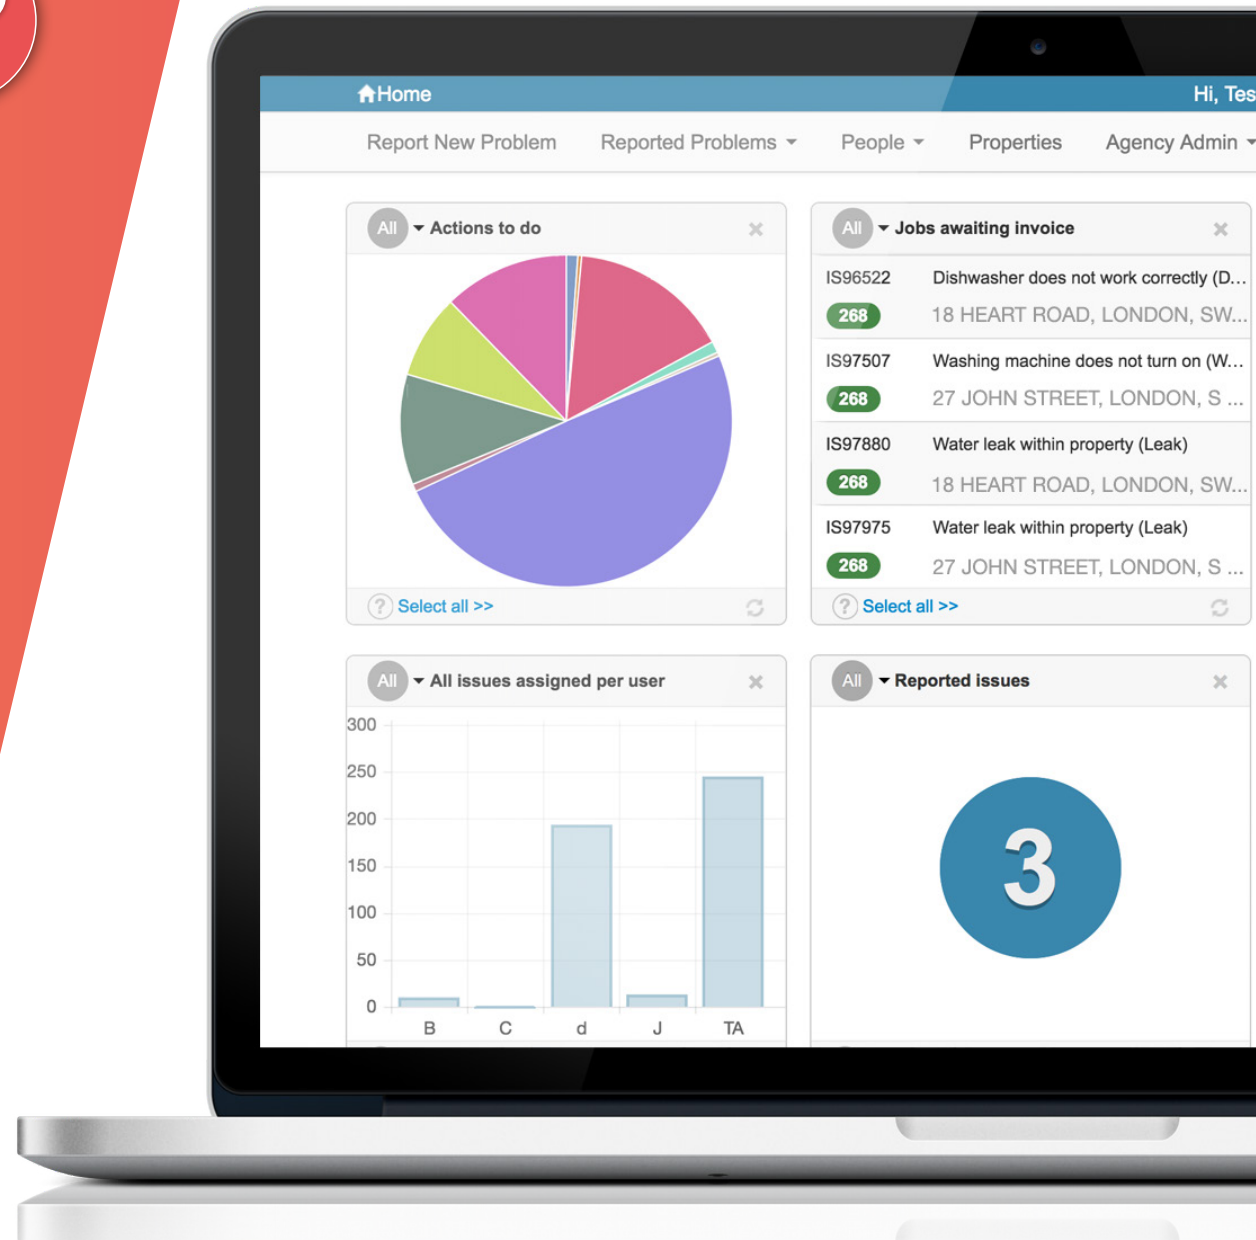 Home
Hi, Tes
Report New Problem Reported Problems People Properties Agency Admin
All Actions to do
Select all >>
All Jobs awaiting invoice
IS96522 Dishwasher does not work correctly (D...
268 18 HEART ROAD, LONDON, SW...
IS97507 Washing machine does not turn on (W...
268 27 JOHN STREET, LONDON, S ...
IS97880 Water leak within property (Leak)
268 18 HEART ROAD, LONDON, SW...
IS97975 Water leak within property (Leak)
268 27 JOHN STREET, LONDON, S ...
? Select all >>
All All issues assigned per user
300
250
200
150
100
50
0
B C d J TA
All Reported issues
3